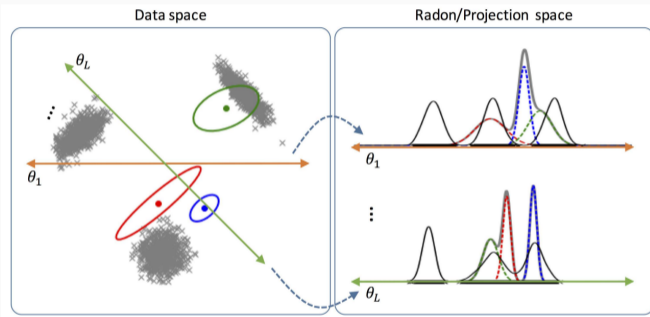 Data space
Radon/Projection space
θL
...
θ1
θ1
...
θL